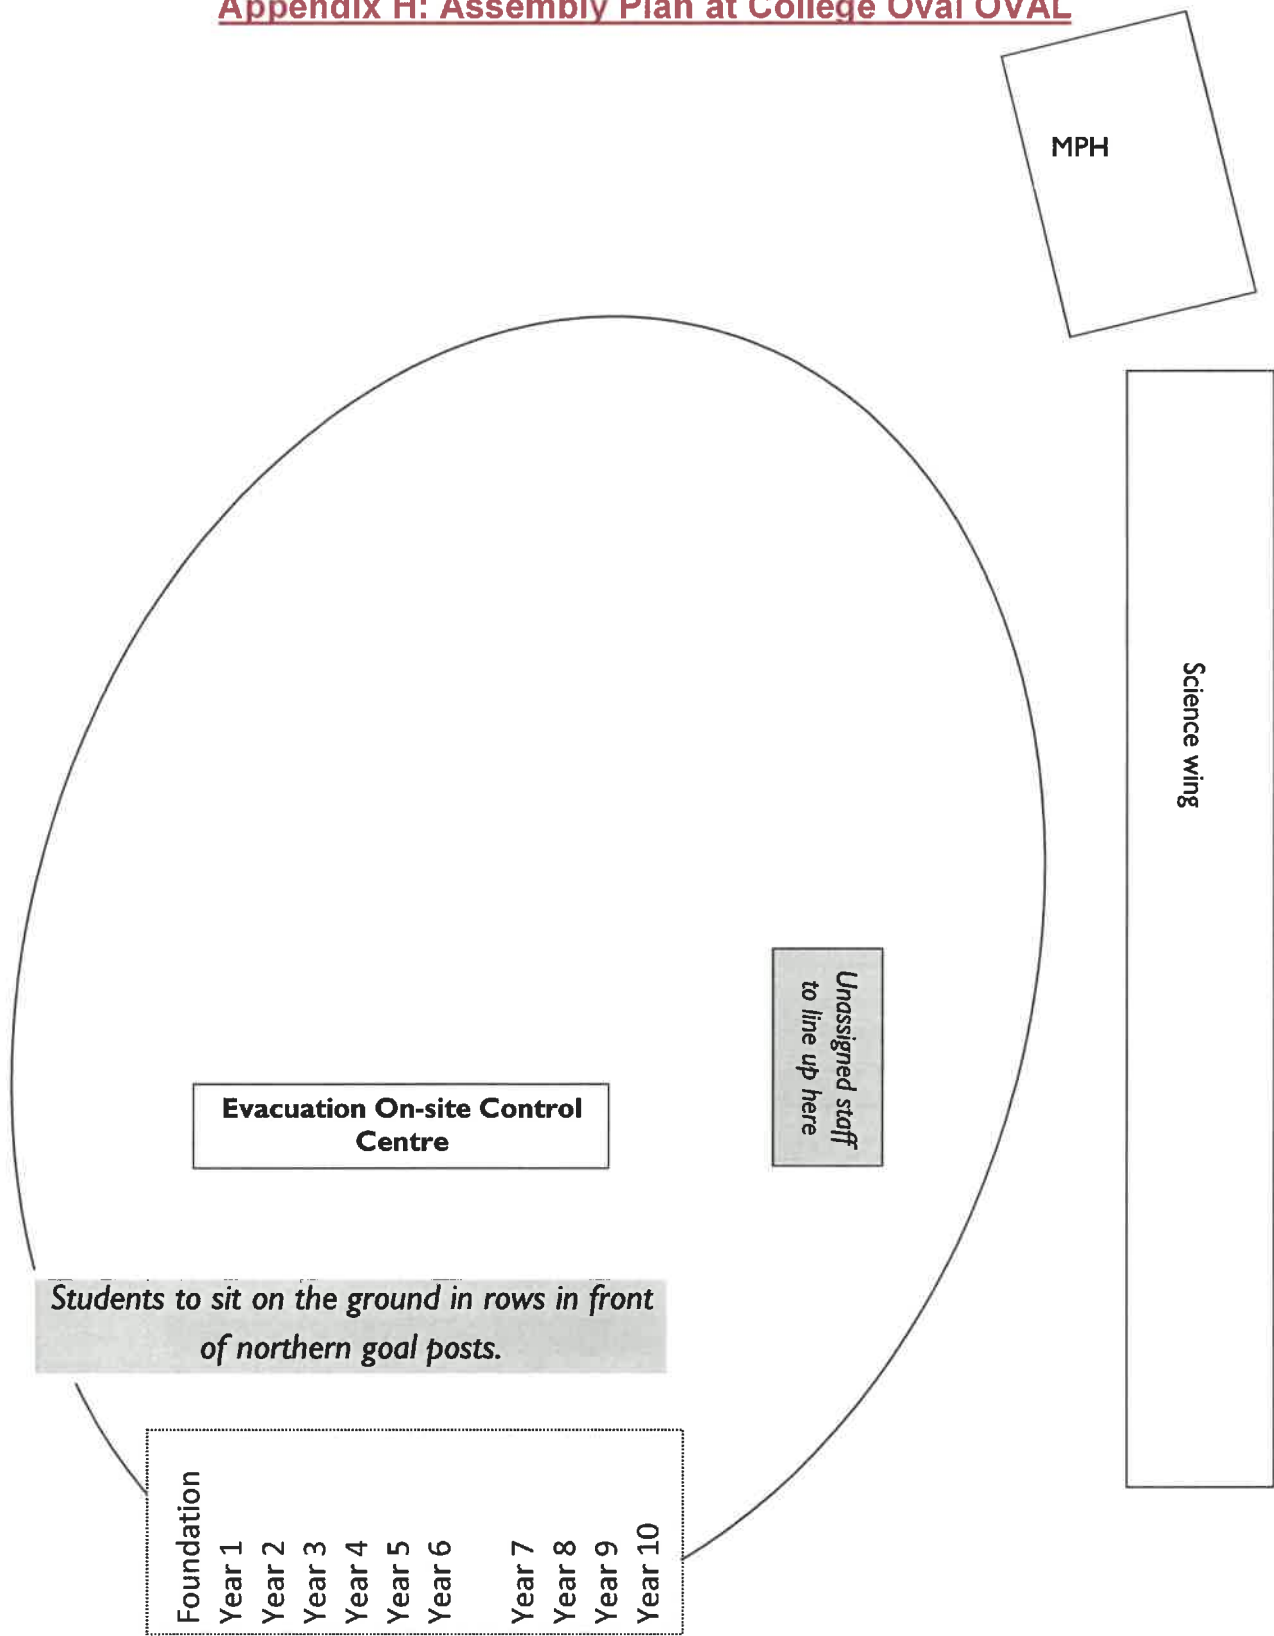 Appendix H: Assembly Plan at College Oval OVAL
MPH
Science wing
Unassigned staff
to line up here
Evacuation On-site Control
Centre
Students to sit on the ground in rows in front
of northern goal posts.
Foundation
Year 1
Year 2
Year 3
Year 4
Year 5
Year 6
Year 7
Year 8
Year 9
Year 10